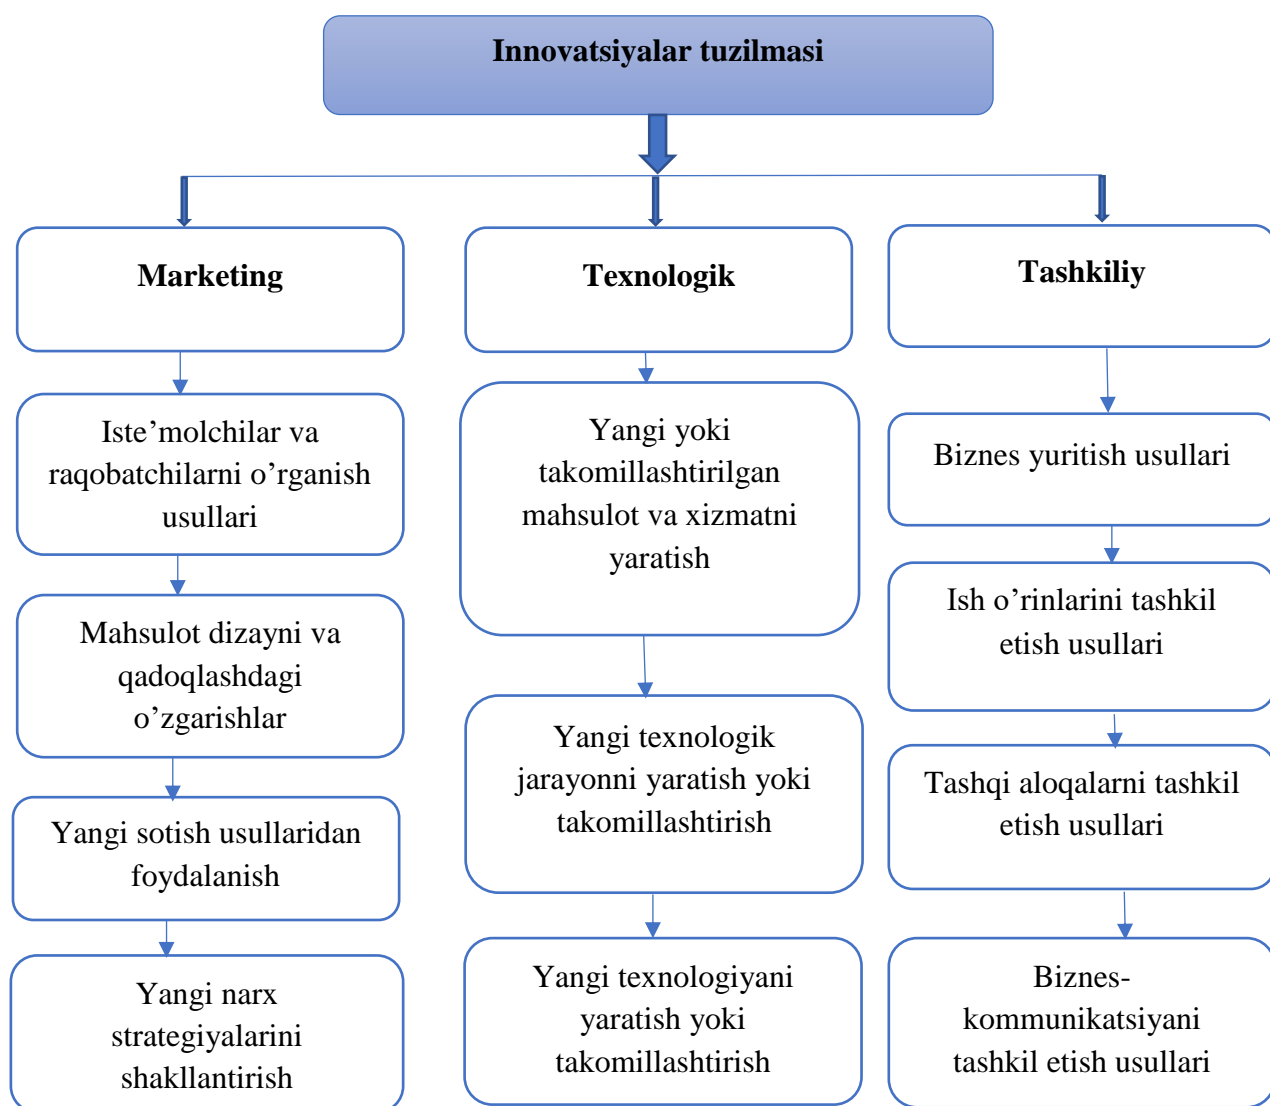 Innovatsiyalar tuzilmasi
Marketing
Iste’molchilar va
raqobatchilarni o’rganish
usullari
Mahsulot dizayni va
qadoqlashdagi
o’zgarishlar
Yangi sotish usullaridan
foydalanish
Yangi narx
strategiyalarini
shakllantirish
Texnologik
Yangi yoki
takomillashtirilgan
mahsulot va xizmatni
yaratish
Yangi texnologik
jarayonni yaratish yoki
takomillashtirish
Yangi texnologiyani
yaratish yoki
takomillashtirish
Tashkiliy
Biznes yuritish usullari
Ish o’rinlarini tashkil
etish usullari
Tashqi aloqalarni tashkil
etish usullari
Biznes-
kommunikatsiyani
tashkil etish usullari